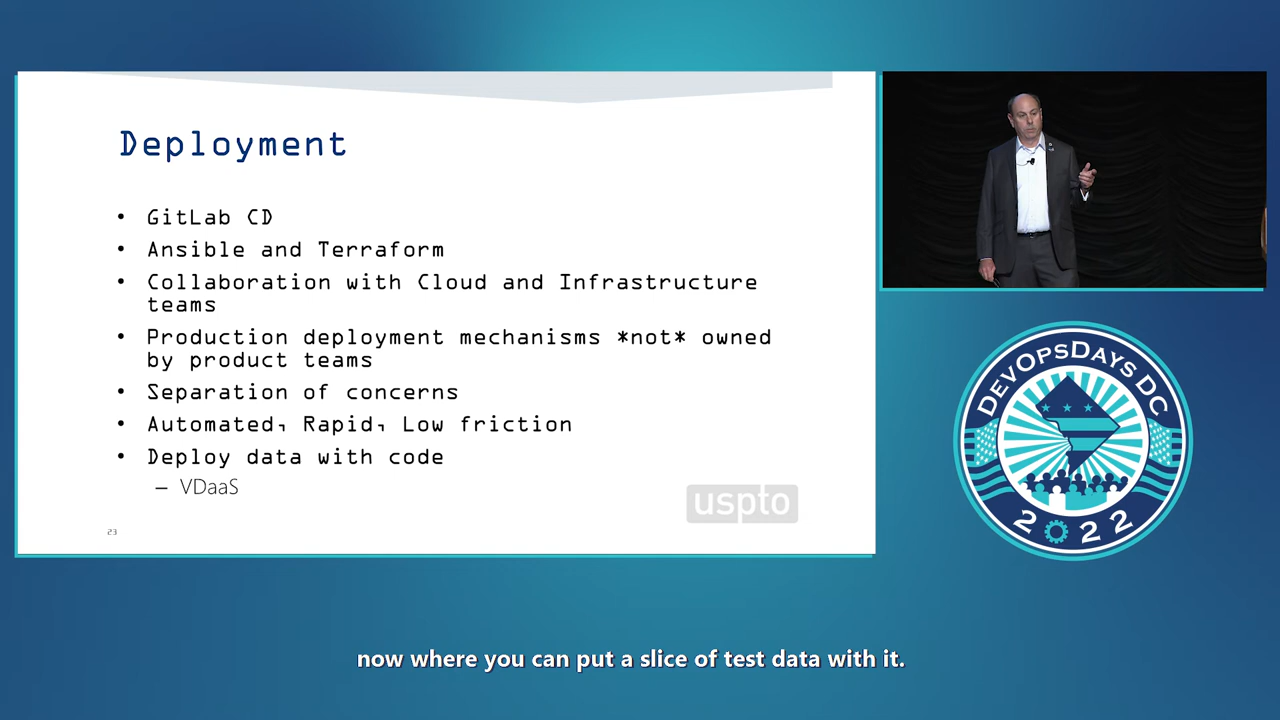 Deployment
• GitLab CD
• Ansible and Terraform
• Collaboration with Cloud and Infrastructure
teams
• Production deployment mechanisms *not* owned
by product teams
• Separation of concerns
• Automated, Rapid, Low friction
• Deploy data with code
– VDaaS
uspto
23
DEVOPSDAYS DC
2022
now where you can put a slice of test data with it.